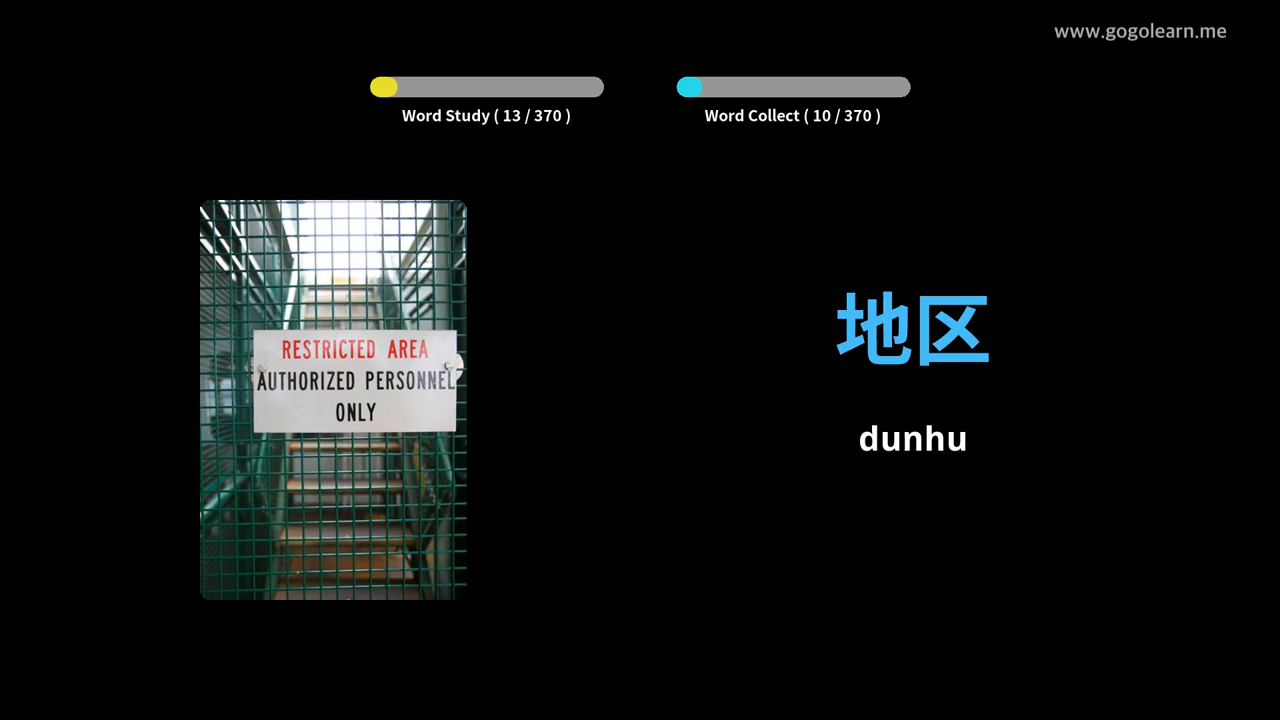 www.gogolearn.me
Word Study ( 13 / 370 )
Word Collect ( 10 / 370 )
RESTRICTED AREA
AUTHORIZED PERSONNEL
ONLY
地区
dunhu